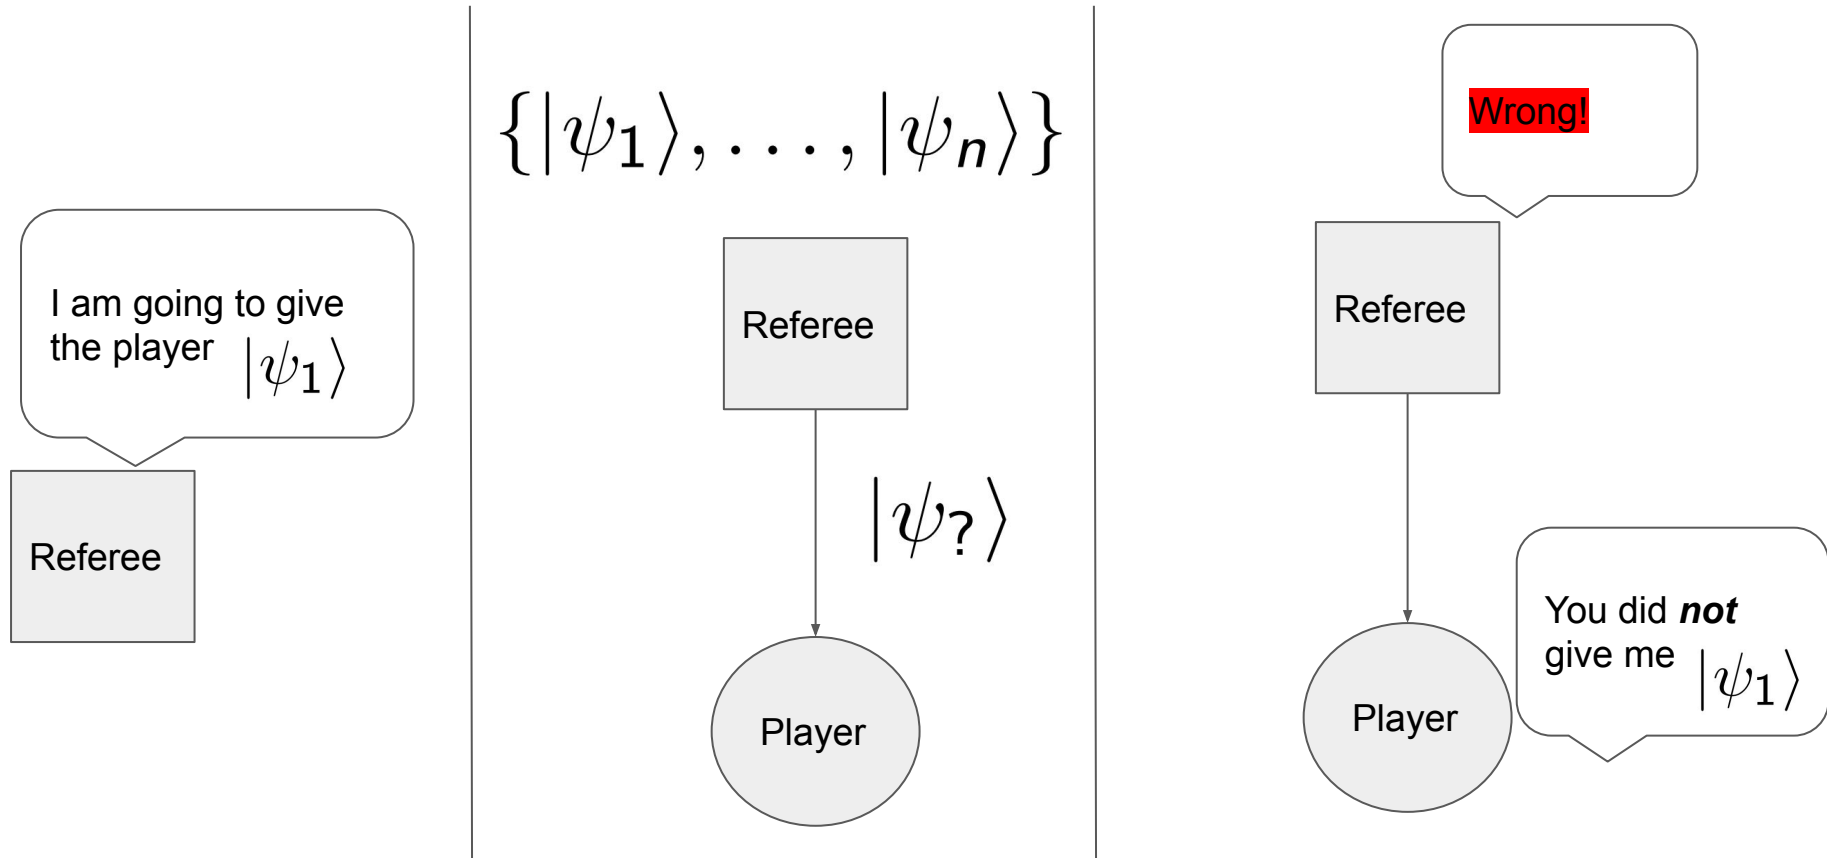 I am going to give
the player |ψ₁⟩
Referee
{|ψ₁⟩, . . . , |ψₙ⟩}
Referee
|ψ?⟩
Player
Wrong!
Referee
You did not
give me |ψ₁⟩
Player